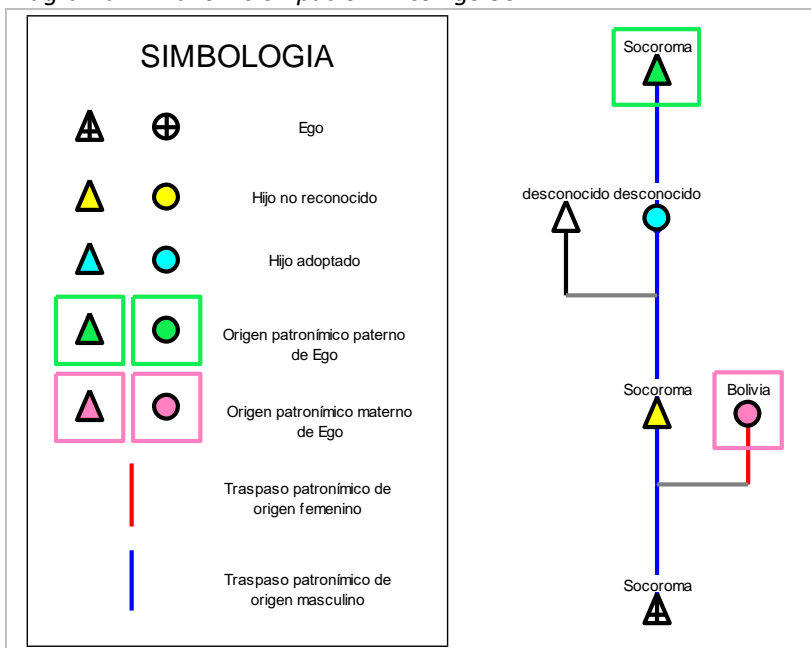 SIMBOLOGIA
Ego
Hijo no reconocido
Hijo adoptado
Origen patronímico paterno
de Ego
Origen patronímico materno
de Ego
Traspaso patronímico de
origen femenino
Traspaso patronímico de
origen masculino
Socoroma
desconocido desconocido
Socoroma
Bolivia
Socoroma